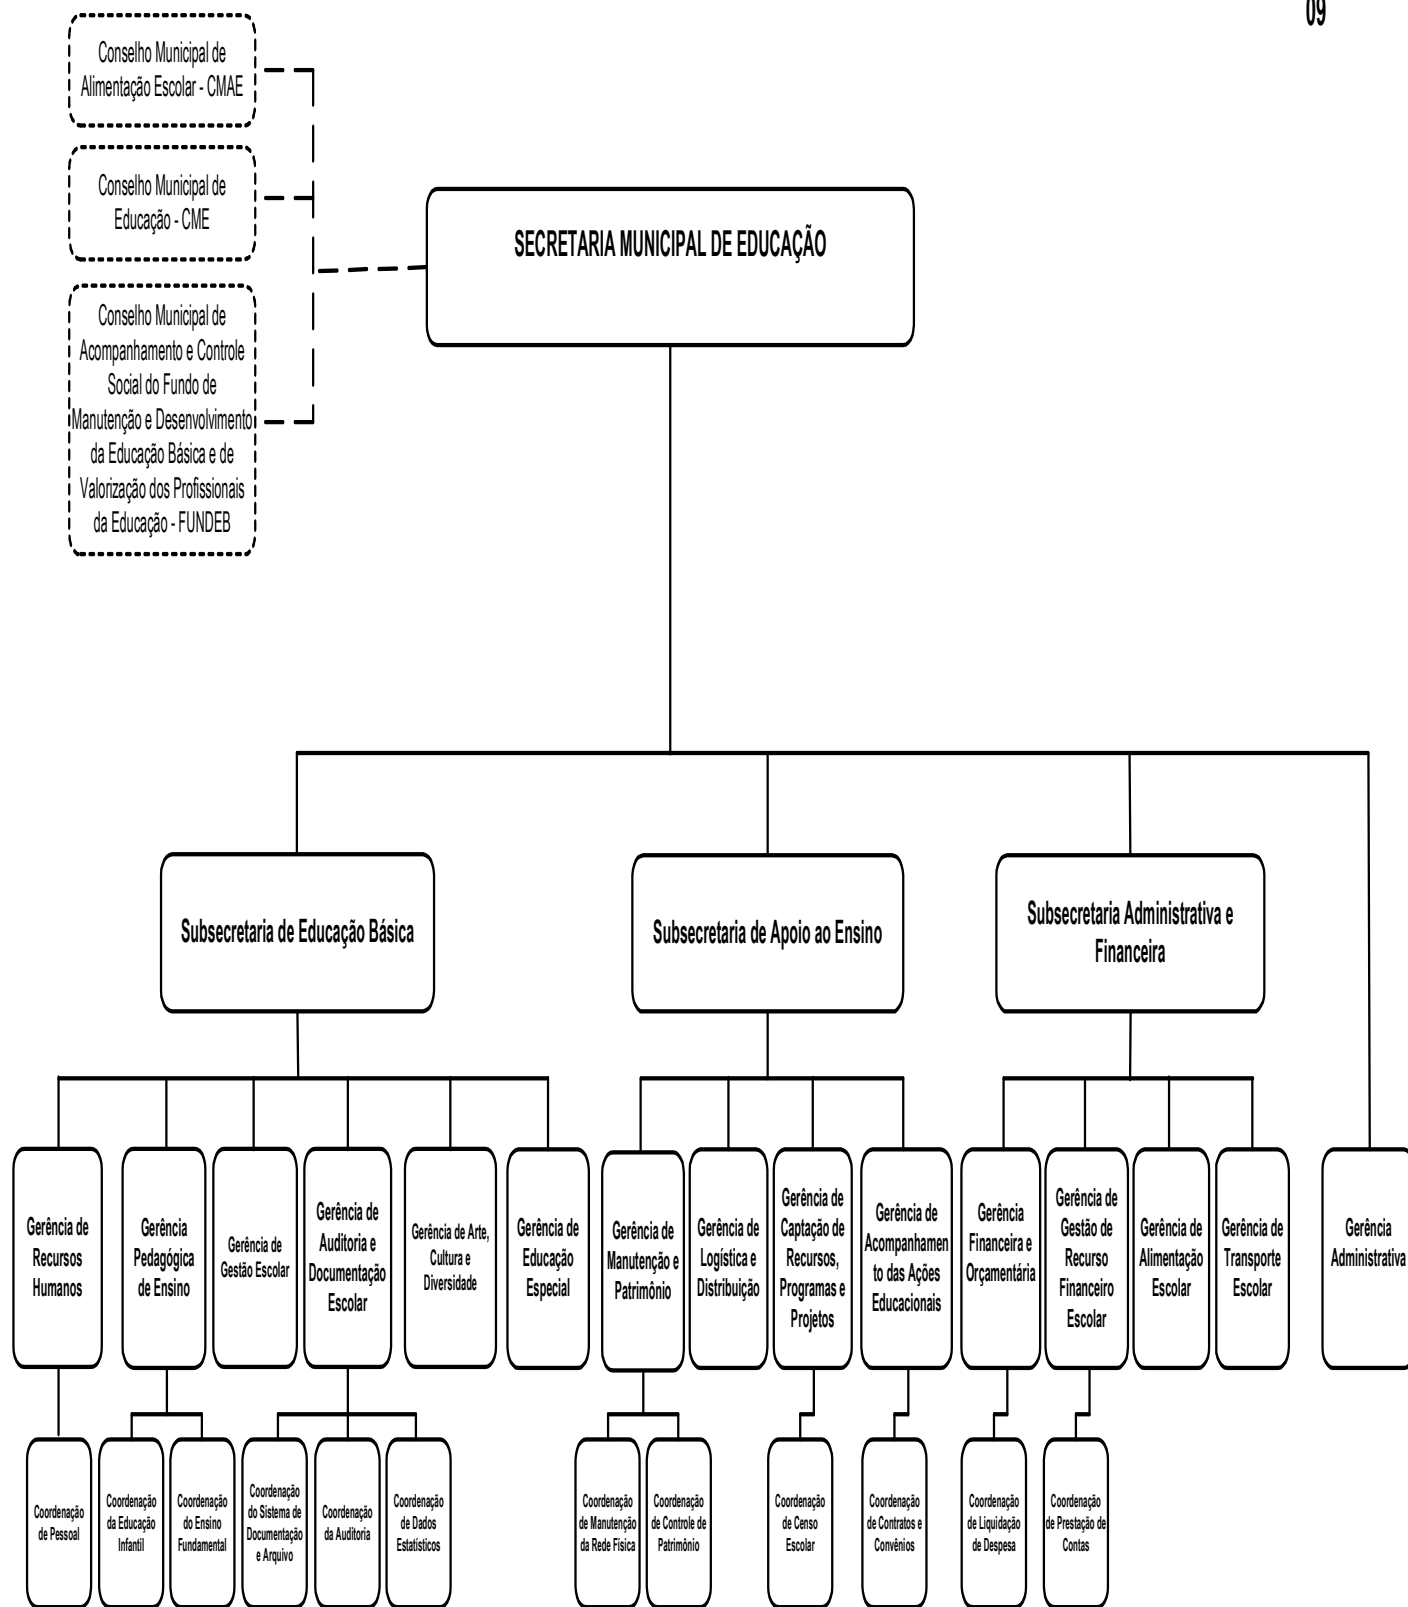 09
Conselho Municipal de
Alimentação Escolar - CMAE
Conselho Municipal de
Educação - CME
Conselho Municipal de
Acompanhamento e Controle
Social do Fundo de
Manutenção e Desenvolvimento
da Educação Básica e de
Valorização dos Profissionais
da Educação - FUNDEB
SECRETARIA MUNICIPAL DE EDUCAÇÃO
Subsecretaria de Educação Básica
Subsecretaria de Apoio ao Ensino
Subsecretaria Administrativa e
Financeira
Gerência de
Recursos
Humanos
Gerência
Pedagógica
de Ensino
Gerência de
Gestão Escolar
Gerência de
Auditoria e
Documentação
Escolar
Gerência de Arte,
Cultura e
Diversidade
Gerência de
Educação
Especial
Gerência de
Manutenção e
Patrimônio
Gerência de
Logística e
Distribuição
Gerência de
Captação de
Recursos,
Programas e
Projetos
Gerência de
Acompanhamen
to das Ações
Educacionais
Gerência
Financeira e
Orçamentária
Gerência de
Gestão de
Recurso
Financeiro
Escolar
Gerência de
Alimentação
Escolar
Gerência de
Transporte
Escolar
Gerência
Administrativa
Coordenação
de Pessoal
Coordenação
da Educação
Infantil
Coordenação
do Ensino
Fundamental
Coordenação
do Sistema de
Documentação
e Arquivo
Coordenação
da Auditoria
Coordenação
de Dados
Estatísticos
Coordenação
de Manutenção
da Rede Física
Coordenação
de Controle de
Patrimônio
Coordenação
de Censo
Escolar
Coordenação
de Contratos e
Convênios
Coordenação
de Liquidação
de Despesa
Coordenação
de Prestação de
Contas